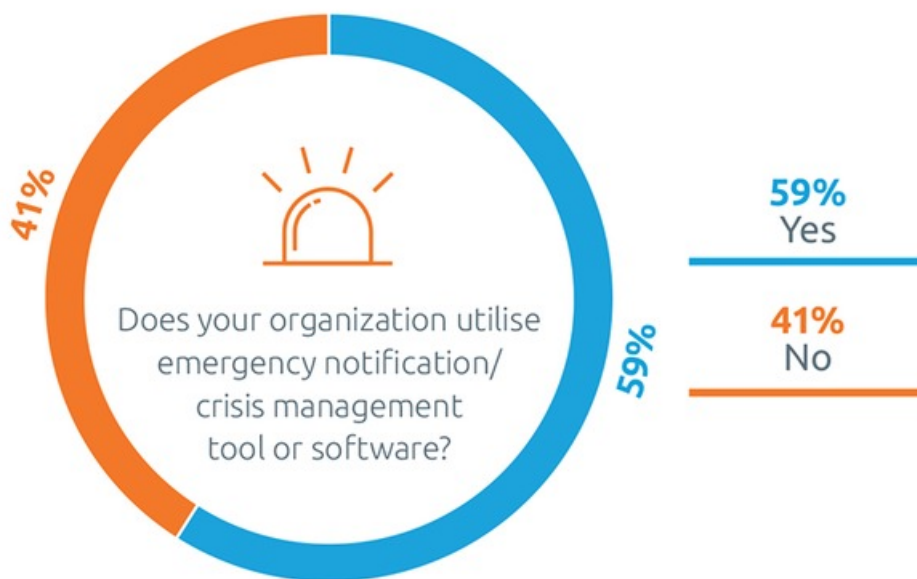 41%
Does your organization utilise
emergency notification/
crisis management
tool or software?
59%
59%
Yes
41%
No